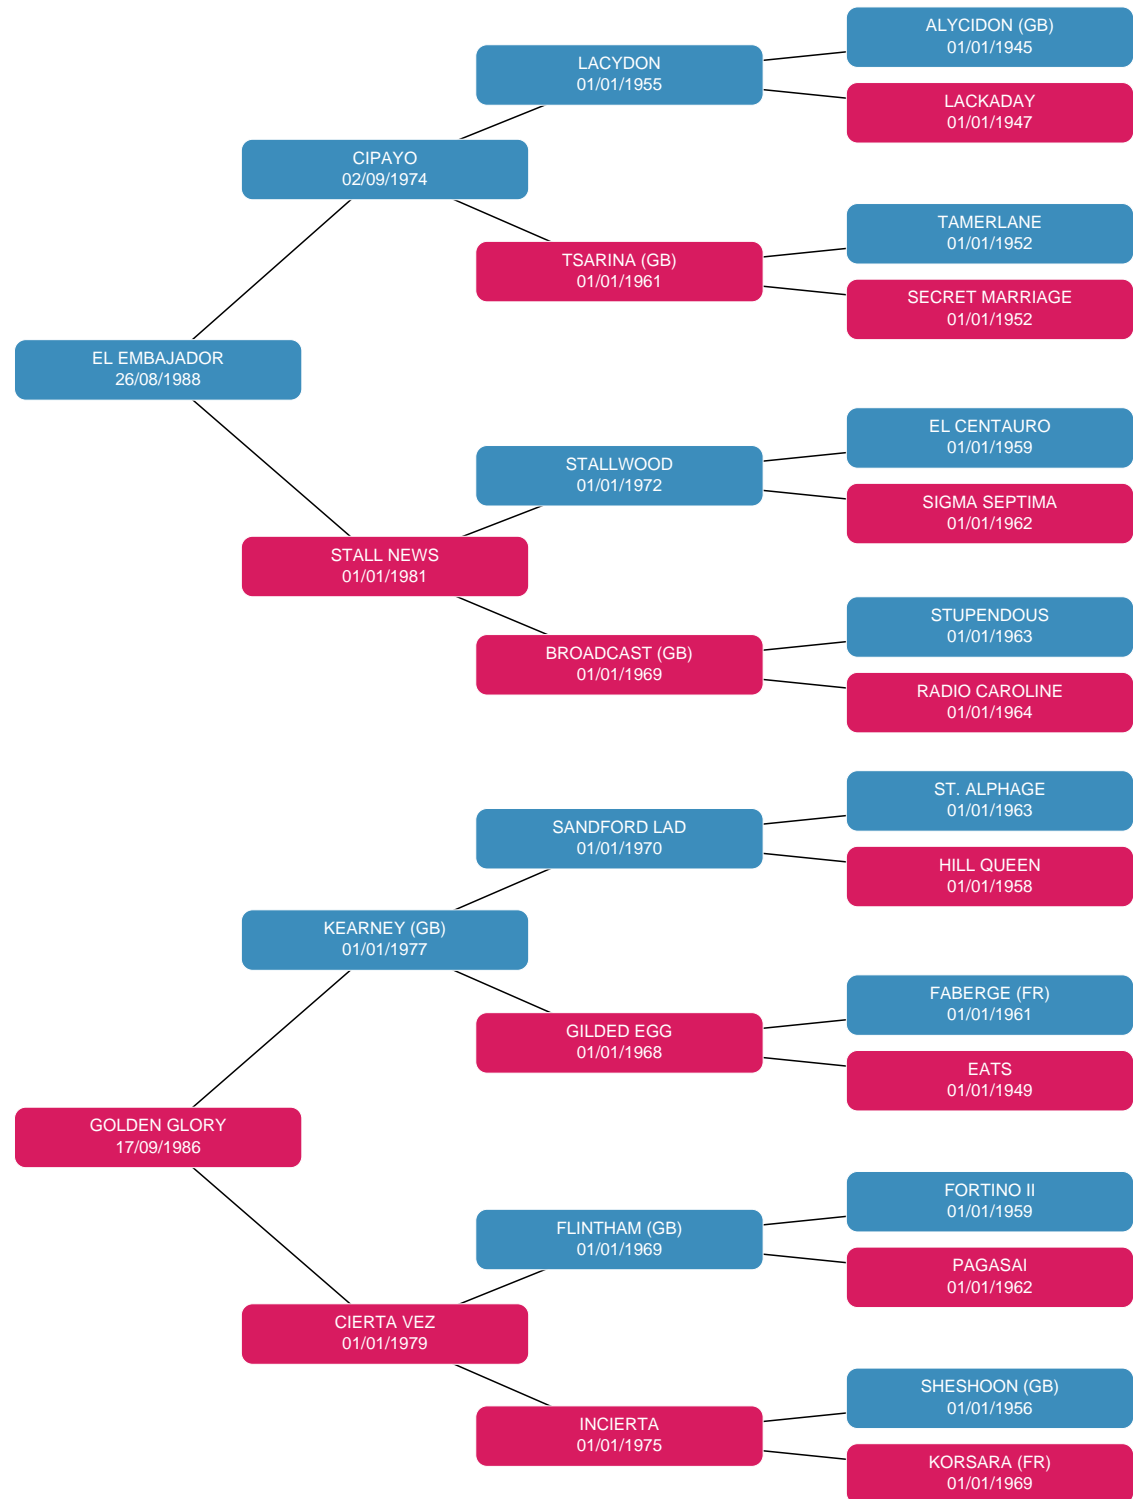 ALYCIDON (GB)
01/01/1945
LACYDON
01/01/1955
LACKADAY
01/01/1947
CIPAYO
02/09/1974
TAMERLANE
01/01/1952
TSARINA (GB)
01/01/1961
SECRET MARRIAGE
01/01/1952
EL EMBAJADOR
26/08/1988
EL CENTAURO
01/01/1959
STALLWOOD
01/01/1972
SIGMA SEPTIMA
01/01/1962
STALL NEWS
01/01/1981
STUPENDOUS
01/01/1963
BROADCAST (GB)
01/01/1969
RADIO CAROLINE
01/01/1964
ST. ALPHAGE
01/01/1963
SANDFORD LAD
01/01/1970
HILL QUEEN
01/01/1958
KEARNEY (GB)
01/01/1977
FABERGE (FR)
01/01/1961
GILDED EGG
01/01/1968
EATS
01/01/1949
GOLDEN GLORY
17/09/1986
FORTINO II
01/01/1959
FLINTHAM (GB)
01/01/1969
PAGASAI
01/01/1962
CIERTA VEZ
01/01/1979
SHESHOON (GB)
01/01/1956
INCIERTA
01/01/1975
KORSARA (FR)
01/01/1969